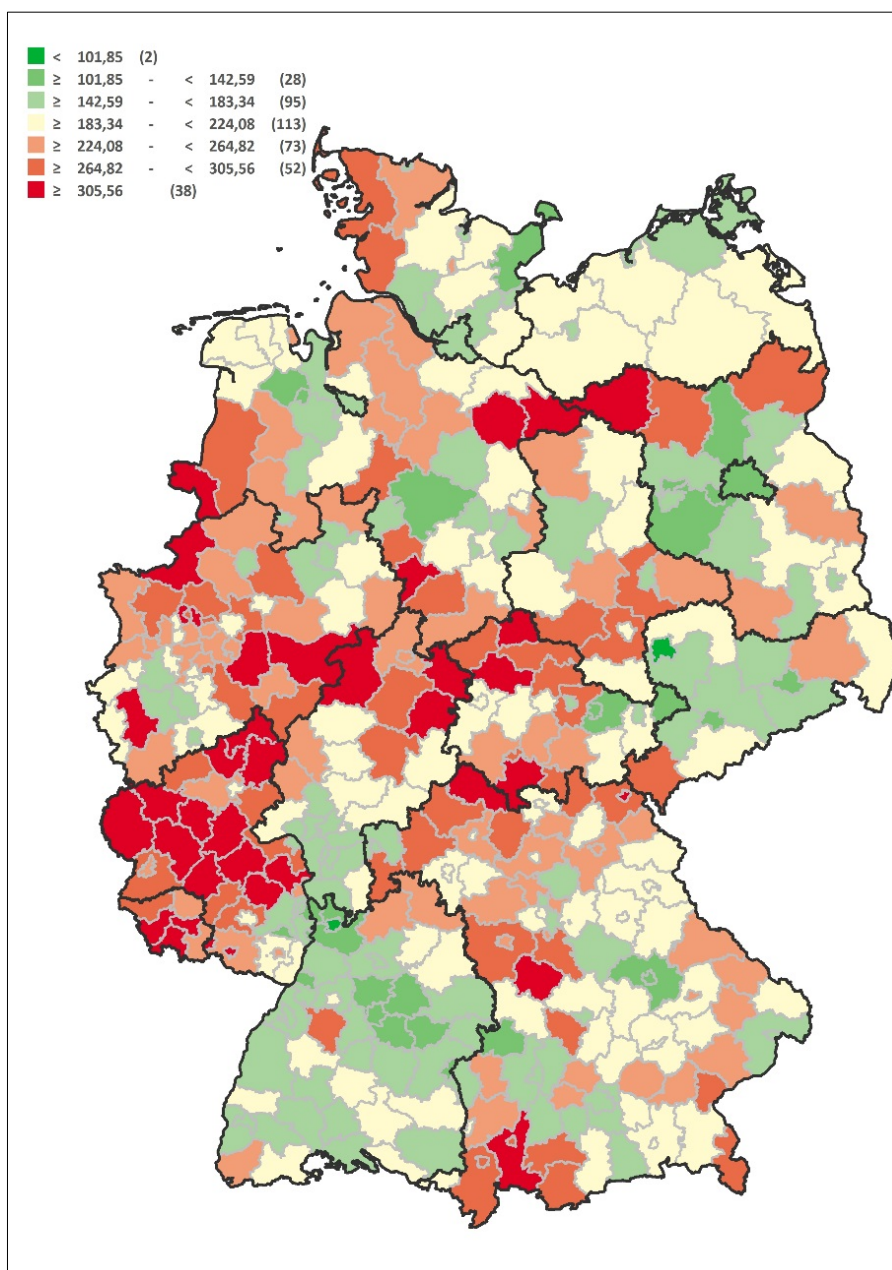 < 101,85 (2)
≥ 101,85 - < 142,59 (28)
≥ 142,59 - < 183,34 (95)
≥ 183,34 - < 224,08 (113)
≥ 224,08 - < 264,82 (73)
≥ 264,82 - < 305,56 (52)
≥ 305,56 (38)